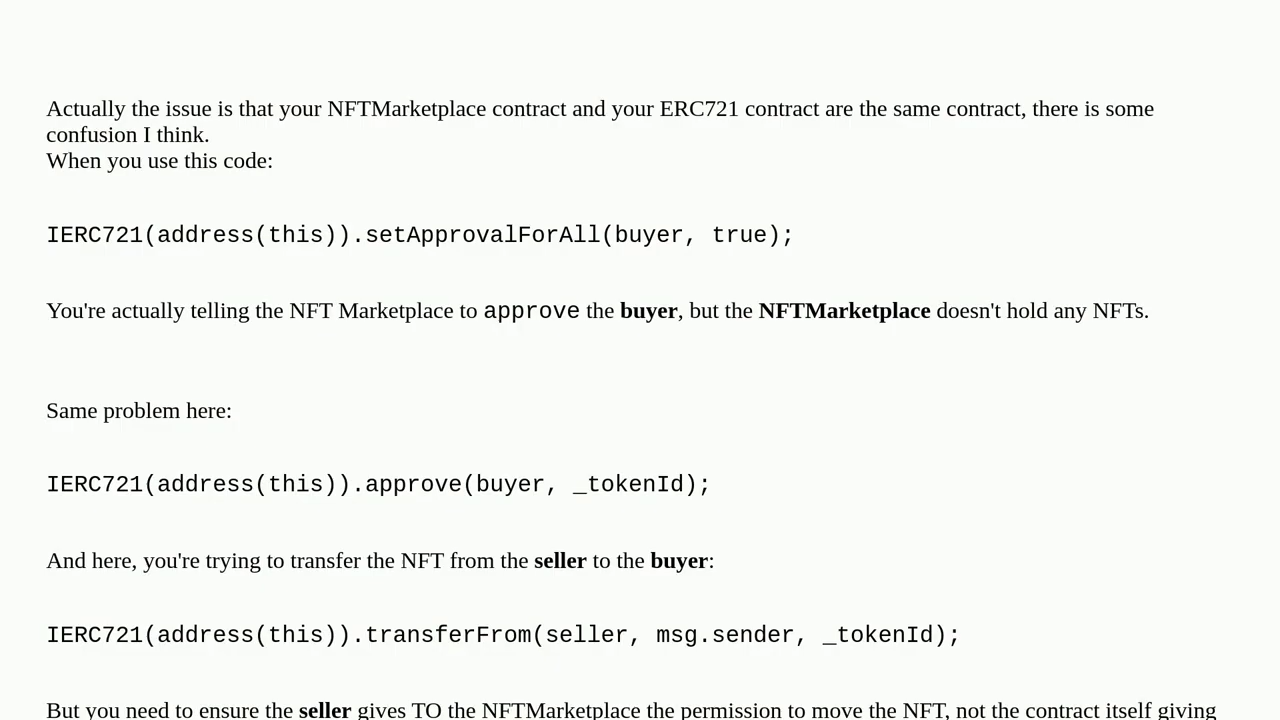 Actually the issue is that your NFTMarketplace contract and your ERC721 contract are the same contract, there is some
confusion I think.
When you use this code:
IERC721(address(this)).setApprovalForAll(buyer, true);
You're actually telling the NFT Marketplace to approve the buyer, but the NFTMarketplace doesn't hold any NFTs.
Same problem here:
IERC721(address(this)).approve(buyer, _tokenId);
And here, you're trying to transfer the NFT from the seller to the buyer:
IERC721(address(this)).transferFrom(seller, msg.sender, _tokenId);
But you need to ensure the seller gives TO the NFTMarketplace the permission to move the NFT, not the contract itself giving